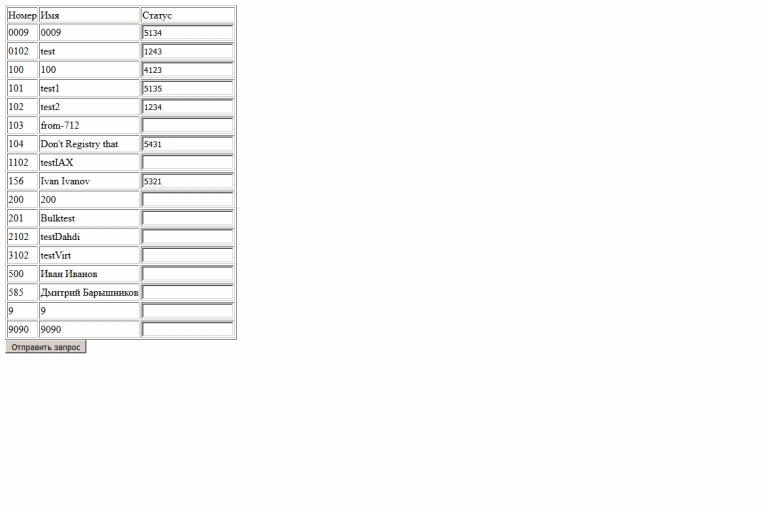 Номер Имя Статус
0009 0009 5134
0102 test 1243
100 100 4123
101 test1 5135
102 test2 1234
103 from-712
104 Don't Registry that 5431
1102 testIAX
156 Ivan Ivanov 5321
200 200
201 Bulktest
2102 testDahdi
3102 testVirt
500 Иван Иванов
585 Дмитрий Барышников
9 9
9090 9090
Отправить запрос